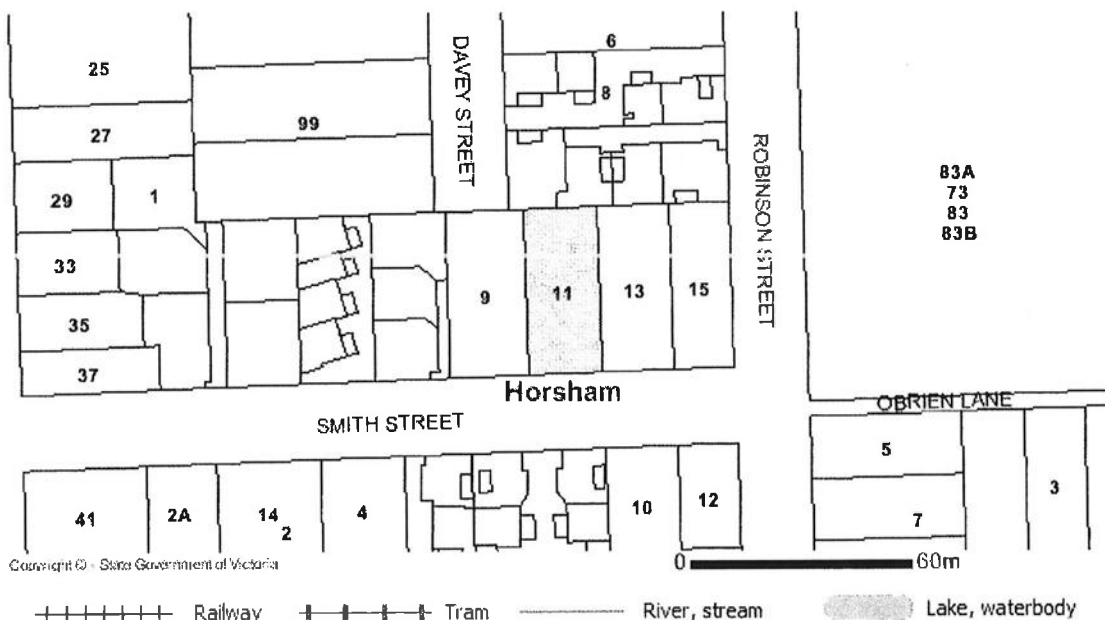 6
25
DAVEY STREET
8
99
27
ROBINSON STREET
83A
73
83
83B
29
1
33
9
11
13
15
35
37
Horsham
OBRIEN LANE
SMITH STREET
5
3
41
2A
14
2
4
10
12
7
Copyright © - State Government of Victoria
0 60m
Railway Tram River, stream Lake, waterbody